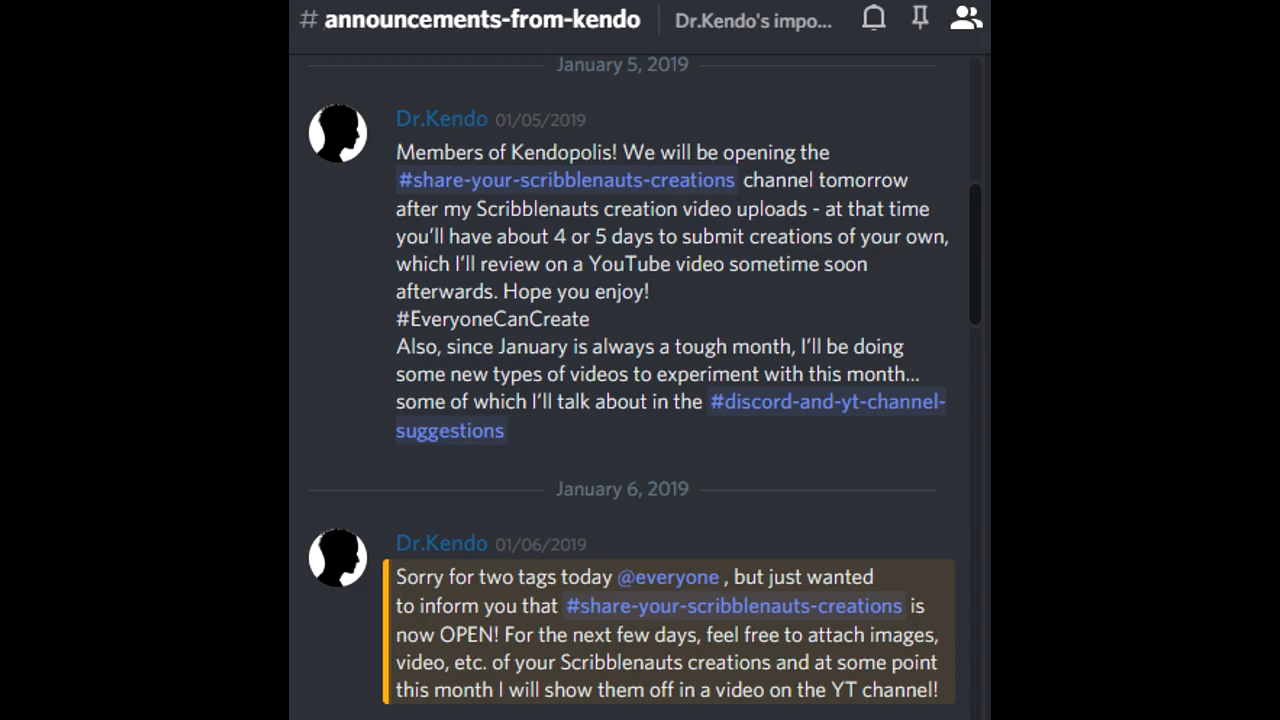 # announcements-from-kendo Dr.Kendo's impo...
January 5, 2019
Dr.Kendo 01/05/2019
Members of Kendopolis! We will be opening the
#share-your-scribblenauts-creations channel tomorrow
after my Scribblenauts creation video uploads - at that time
you'll have about 4 or 5 days to submit creations of your own,
which I'll review on a YouTube video sometime soon
afterwards. Hope you enjoy!
#EveryoneCanCreate
Also, since January is always a tough month, I'll be doing
some new types of videos to experiment with this month...
some of which I'll talk about in the #discord-and-yt-channel-
suggestions
January 6, 2019
Dr.Kendo 01/06/2019
Sorry for two tags today @everyone , but just wanted
to inform you that #share-your-scribblenauts-creations is
now OPEN! For the next few days, feel free to attach images,
video, etc. of your Scribblenauts creations and at some point
this month I will show them off in a video on the YT channel!